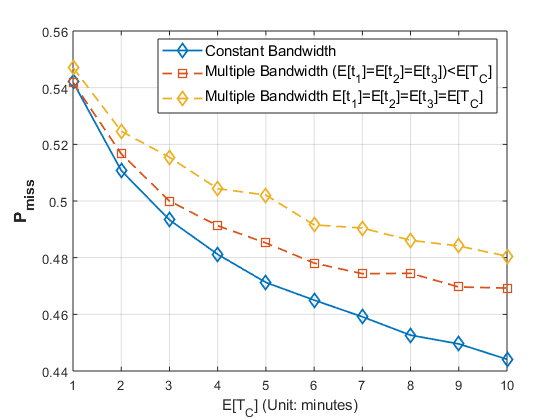 0.56
0.54
0.52
0.5
0.48
0.46
0.44
P_miss
Constant Bandwidth
Multiple Bandwidth (E[t_1]=E[t_2]=E[t_3])<E[T_C]
Multiple Bandwidth E[t_1]=E[t_2]=E[t_3]=E[T_C]
1 2 3 4 5 6 7 8 9 10
E[T_C] (Unit: minutes)